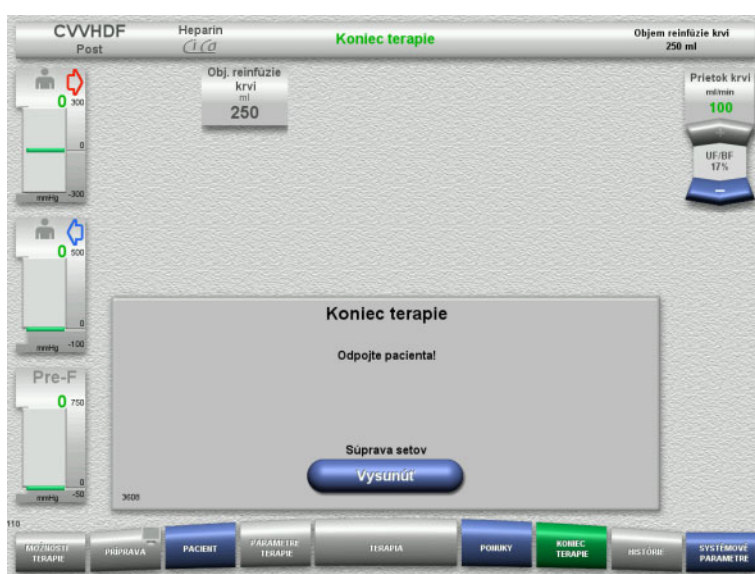 CVVHDF
Post
Heparin
CiCa
Koniec terapie
Objem reinfúzie krvi
250 ml
Obj. reinfúzie
krvi
ml
250
Prietok krvi
ml/min
100
+
UF/BF
17%
−
0
300
0
mmHg
-300
0
500
0
mmHg
-100
Pre-F
0
750
0
mmHg
-50
Koniec terapie
Odpojte pacienta!
Súprava setov
Vysunúť
3608
110
MOŽNOSTI
TERAPIE
PRÍPRAVA
PACIENT
PARAMETRE
TERAPIE
TERAPIA
PONUKY
KONIEC
TERAPIE
HISTÓRIE
SYSTÉMOVÉ
PARAMETRE